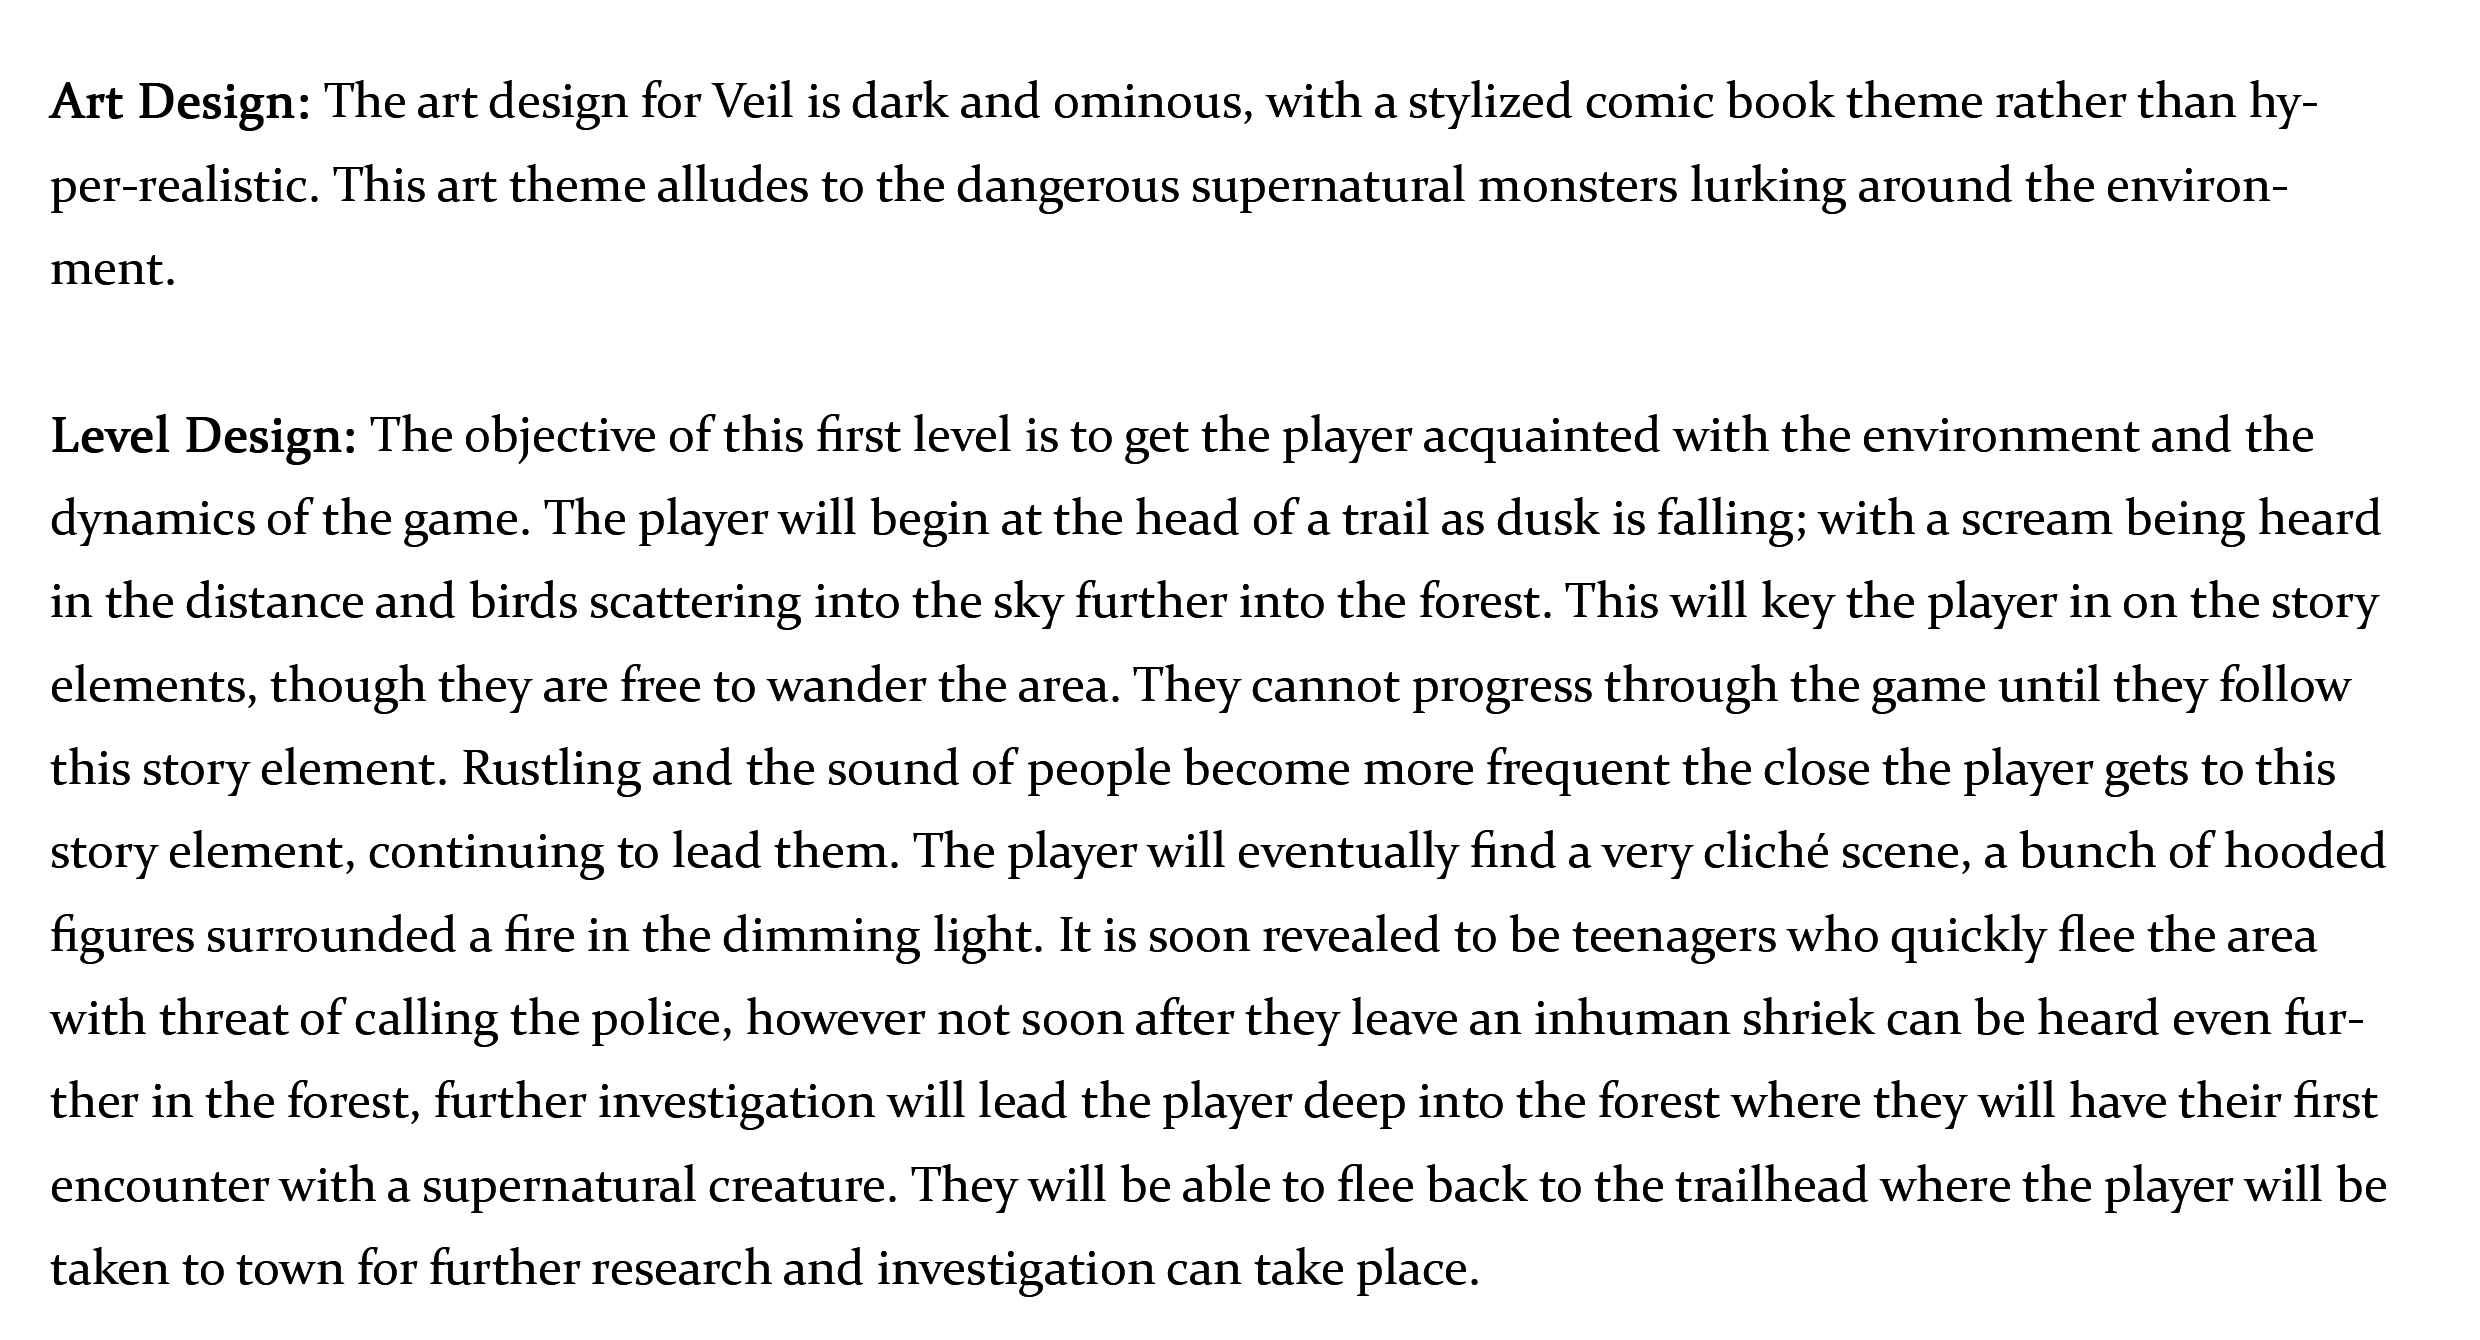 Art Design: The art design for Veil is dark and ominous, with a stylized comic book theme rather than hy-
per-realistic. This art theme alludes to the dangerous supernatural monsters lurking around the environ-
ment.
Level Design: The objective of this first level is to get the player acquainted with the environment and the
dynamics of the game. The player will begin at the head of a trail as dusk is falling; with a scream being heard
in the distance and birds scattering into the sky further into the forest. This will key the player in on the story
elements, though they are free to wander the area. They cannot progress through the game until they follow
this story element. Rustling and the sound of people become more frequent the close the player gets to this
story element, continuing to lead them. The player will eventually find a very cliché scene, a bunch of hooded
figures surrounded a fire in the dimming light. It is soon revealed to be teenagers who quickly flee the area
with threat of calling the police, however not soon after they leave an inhuman shriek can be heard even fur-
ther in the forest, further investigation will lead the player deep into the forest where they will have their first
encounter with a supernatural creature. They will be able to flee back to the trailhead where the player will be
taken to town for further research and investigation can take place.